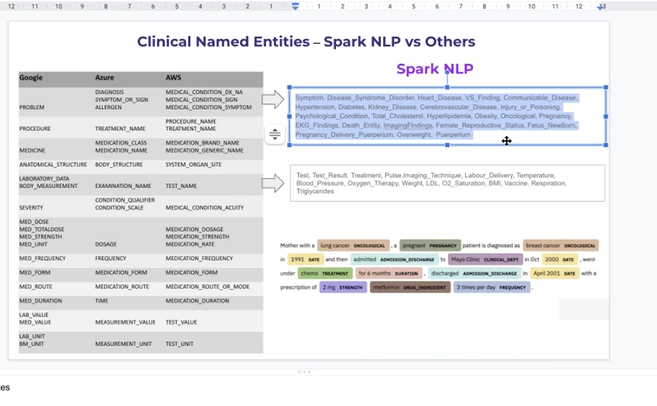 12 11 10 9 8 7 6 5 4 3 2 1 1 2 3 4 5 6 7 8 9 10 11 12 13
Clinical Named Entities – Spark NLP vs Others
Spark NLP
Google Azure AWS
DIAGNOSIS MEDICAL_CONDITION_DX_NA
SYMPTOM_OR_SIGN MEDICAL_CONDITION_SIGN
PROBLEM ALLERGEN MEDICAL_CONDITION_SYMPTOM
PROCEDURE_NAME
PROCEDURE TREATMENT_NAME TREATMENT_NAME
MEDICATION_CLASS MEDICATION_BRAND_NAME
MEDICINE MEDICATION_NAME MEDICATION_GENERIC_NAME
ANATOMICAL_STRUCTURE BODY_STRUCTURE SYSTEM_ORGAN_SITE
LABORATORY_DATA
BODY_MEASUREMENT EXAMINATION_NAME TEST_NAME
CONDITION_QUALIFIER
SEVERITY CONDITION_SCALE MEDICAL_CONDITION_ACUITY
MED_DOSE
MED_TOTALDOSE MEDICATION_DOSAGE
MED_STRENGTH MEDICATION_STRENGTH
MED_UNIT DOSAGE MEDICATION_RATE
MED_FREQUENCY FREQUENCY MEDICATION_FREQUENCY
MED_FORM MEDICATION_FORM MEDICATION_FORM
MED_ROUTE MEDICATION_ROUTE MEDICATION_ROUTE_OR_MODE
MED_DURATION TIME MEDICATION_DURATION
LAB_VALUE
MED_VALUE MEASUREMENT_VALUE TEST_VALUE
LAB_UNIT
BM_UNIT MEASUREMENT_UNIT TEST_UNIT
Symptom, Disease_Syndrome_Disorder, Heart_Disease, VS_Finding, Communicable_Disease,
Hypertension, Diabetes, Kidney_Disease, Cerebrovascular_Disease, Injury_or_Poisoning,
Psychological_Condition, Total_Cholesterol, Hyperlipidemia, Obesity, Oncological, Pregnancy,
EKG_Findings, Death_Entity, ImagingFindings, Female_Reproductive_Status, Fetus_NewBorn,
Pregnancy_Delivery_Puerperium, Overweight, Puerperium
Test, Test_Result, Treatment, Pulse,Imaging_Technique, Labour_Delivery, Temperature,
Blood_Pressure, Oxygen_Therapy, Weight, LDL, O2_Saturation, BMI, Vaccine, Respiration,
Triglycerides
Mother with a lung cancer ONCOLOGICAL , a pregnant PREGNANCY patient is diagnosed as breast cancer ONCOLOGICAL
in 1991 DATE and then admitted ADMISSION_DISCHARGE to Mayo Clinic CLINICAL_DEPT in Oct 2000 DATE , went
under chemo TREATMENT for 6 months DURATION , discharged ADMISSION_DISCHARGE in April 2001 DATE with a
prescription of 2 mg STRENGTH metformin DRUG_INGREDIENT 3 times per day FREQUENCY .
es